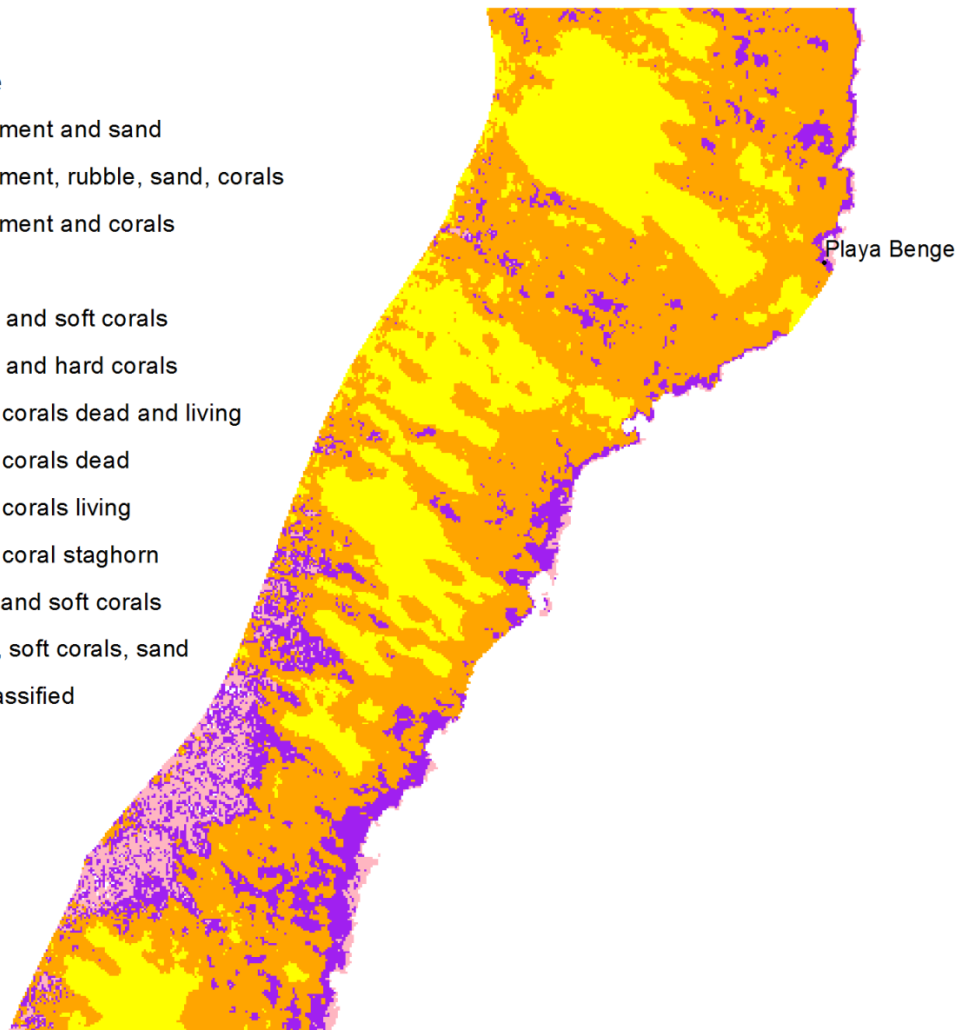 ment and sand
ment, rubble, sand, corals
ment and corals
Playa Benge
and soft corals
and hard corals
corals dead and living
corals dead
corals living
coral staghorn
and soft corals
, soft corals, sand
assified